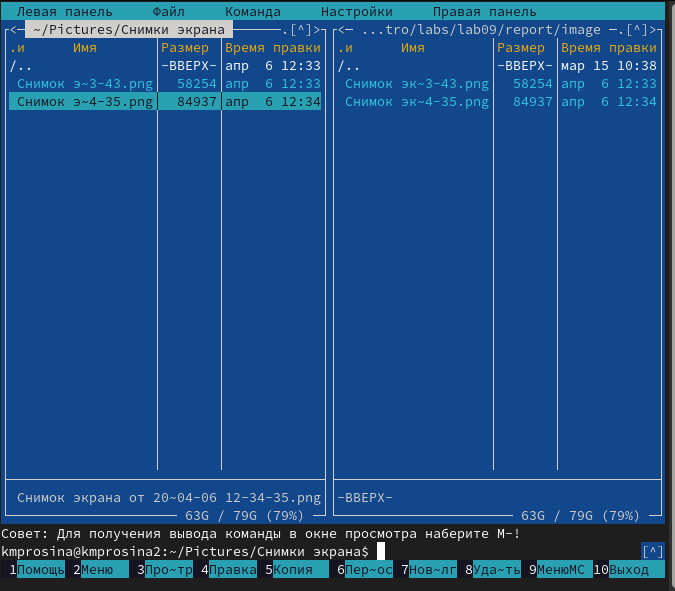 Левая панель Файл Команда Настройки Правая панель
<- ~/Pictures/Снимки экрана .[^]> <- ...tro/labs/lab09/report/image .[^]>
.и Имя Размер Время правки .и Имя Размер Время правки
/.. -ВВЕРХ- апр 6 12:33 /.. -ВВЕРХ- мар 15 10:38
Снимок э~3-43.png 58254 апр 6 12:33 Снимок эк~3-43.png 58254 апр 6 12:33
Снимок э~4-35.png 84937 апр 6 12:34 Снимок эк~4-35.png 84937 апр 6 12:34
Снимок экрана от 20~04-06 12-34-35.png -ВВЕРХ-
63G / 79G (79%) 63G / 79G (79%)
Совет: Для получения вывода команды в окне просмотра наберите M-!
kmprosina@kmprosina2:~/Pictures/Снимки экрана$ [^]
1Помощь 2Меню 3Про~тр 4Правка 5Копия 6Пер~ос 7Нов~лг 8Уда~ть 9МенюMC 10Выход